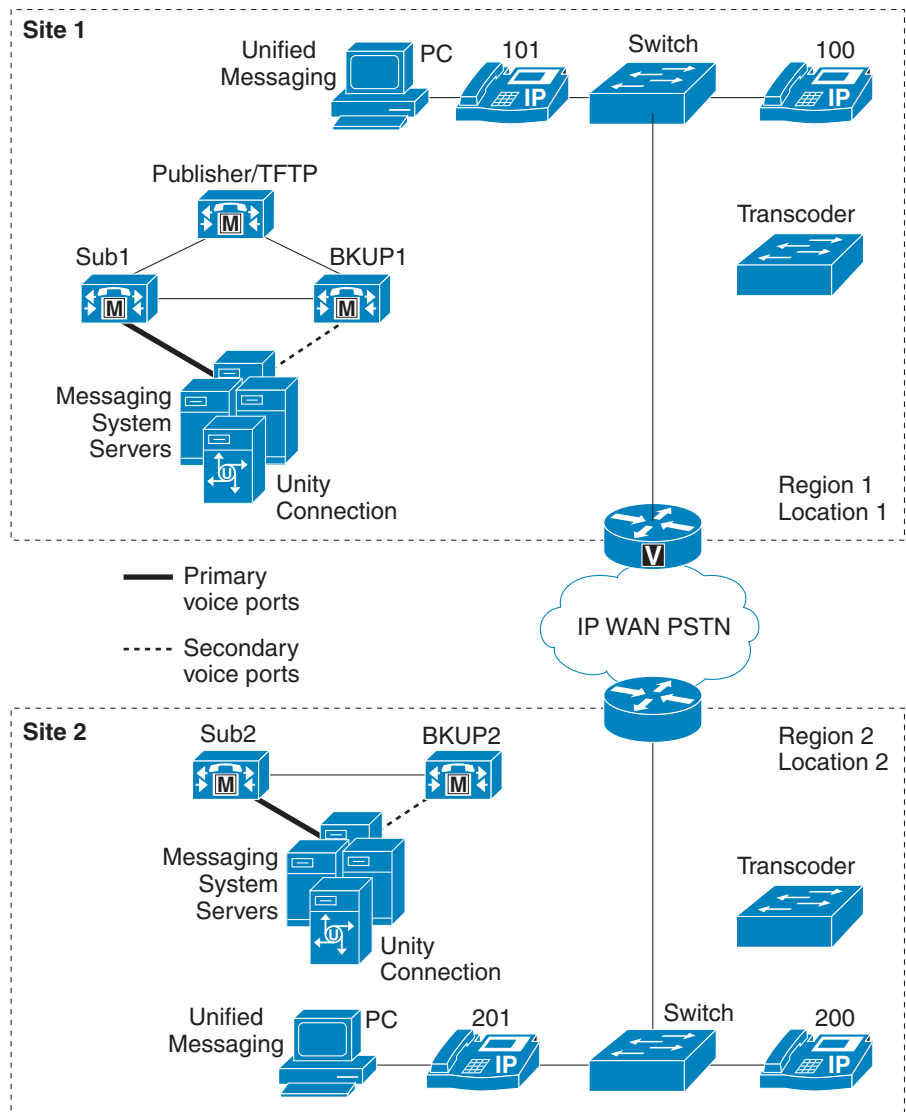 Site 1
Unified
Messaging
PC
101
Switch
100
IP
IP
Publisher/TFTP
M
Sub1
M
BKUP1
M
Transcoder
Messaging
System
Servers
U
Unity
Connection
Region 1
Location 1
V
Primary
voice ports
Secondary
voice ports
IP WAN PSTN
Site 2
Sub2
M
BKUP2
M
Region 2
Location 2
Messaging
System
Servers
U
Unity
Connection
Transcoder
Unified
Messaging
PC
201
Switch
200
IP
IP